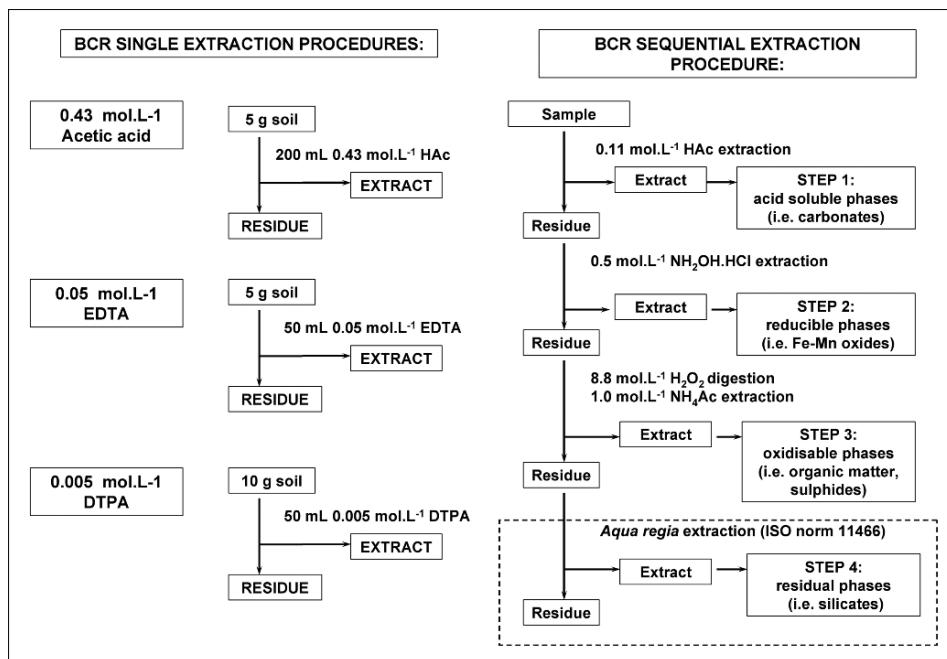 BCR SINGLE EXTRACTION PROCEDURES:
0.43 mol.L-1
Acetic acid
5 g soil
200 mL 0.43 mol.L⁻¹ HAc
EXTRACT
RESIDUE
0.05 mol.L-1
EDTA
5 g soil
50 mL 0.05 mol.L⁻¹ EDTA
EXTRACT
RESIDUE
0.005 mol.L-1
DTPA
10 g soil
50 mL 0.005 mol.L⁻¹ DTPA
EXTRACT
RESIDUE
BCR SEQUENTIAL EXTRACTION
PROCEDURE:
Sample
0.11 mol.L⁻¹ HAc extraction
Extract
STEP 1:
acid soluble phases
(i.e. carbonates)
Residue
0.5 mol.L⁻¹ NH₂OH.HCl extraction
Extract
STEP 2:
reducible phases
(i.e. Fe-Mn oxides)
Residue
8.8 mol.L⁻¹ H₂O₂ digestion
1.0 mol.L⁻¹ NH₄Ac extraction
Extract
STEP 3:
oxidisable phases
(i.e. organic matter,
sulphides)
Residue
Aqua regia extraction (ISO norm 11466)
Extract
STEP 4:
residual phases
(i.e. silicates)
Residue